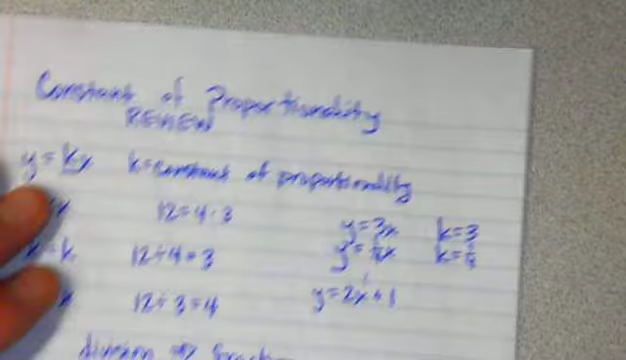 Constant of Proportionality
REVIEW
y = kx k = constant of proportionality
x 12 = 4 · 3 y = 3x k = 3
= k 12 ÷ 4 = 3 y = x k =
x 12 ÷ 3 = 4 y = 2x + 1
division